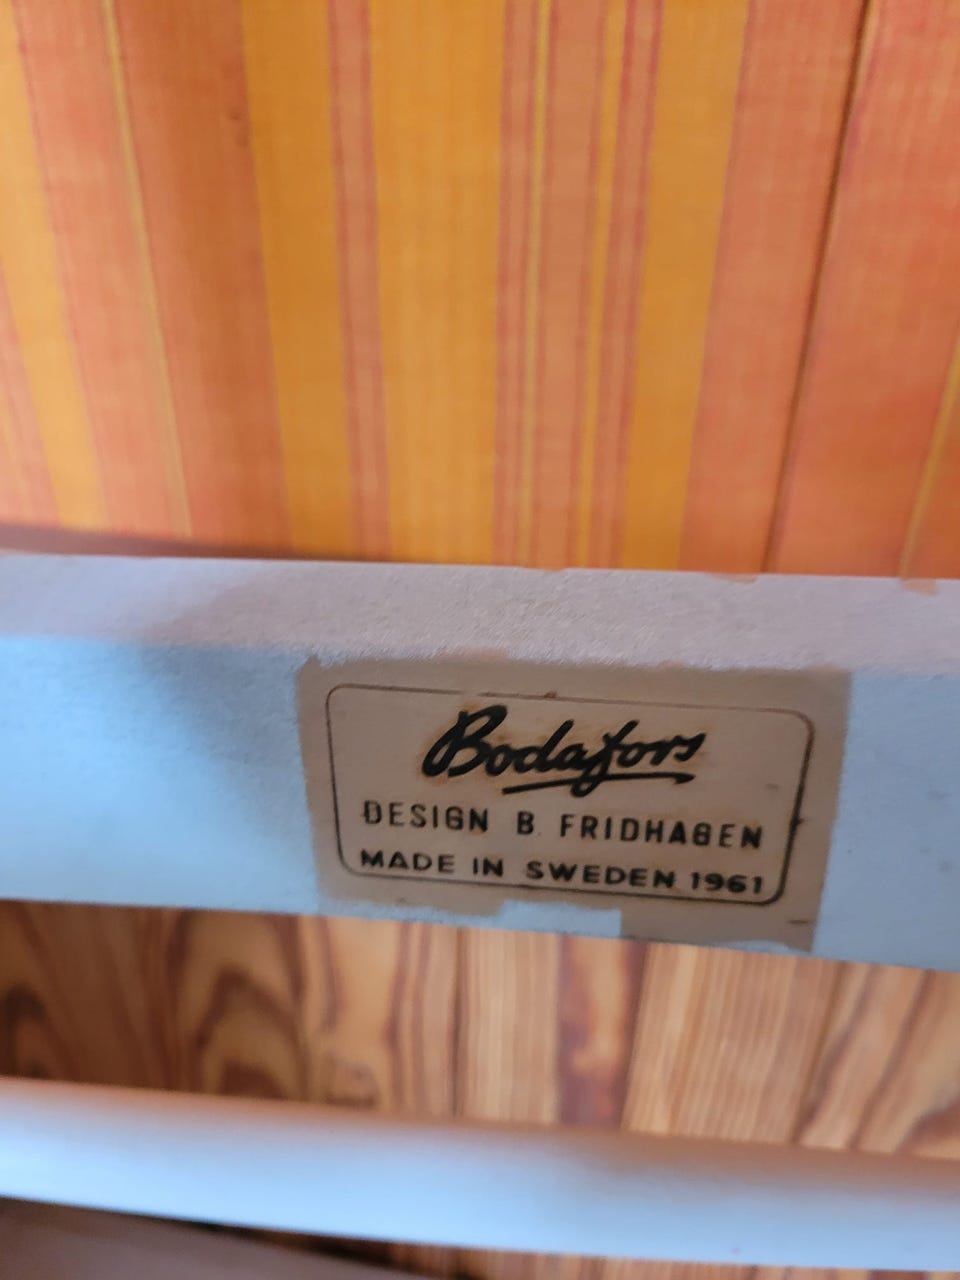 Bodafors
DESIGN B. FRIDHAGEN
MADE IN SWEDEN 1961